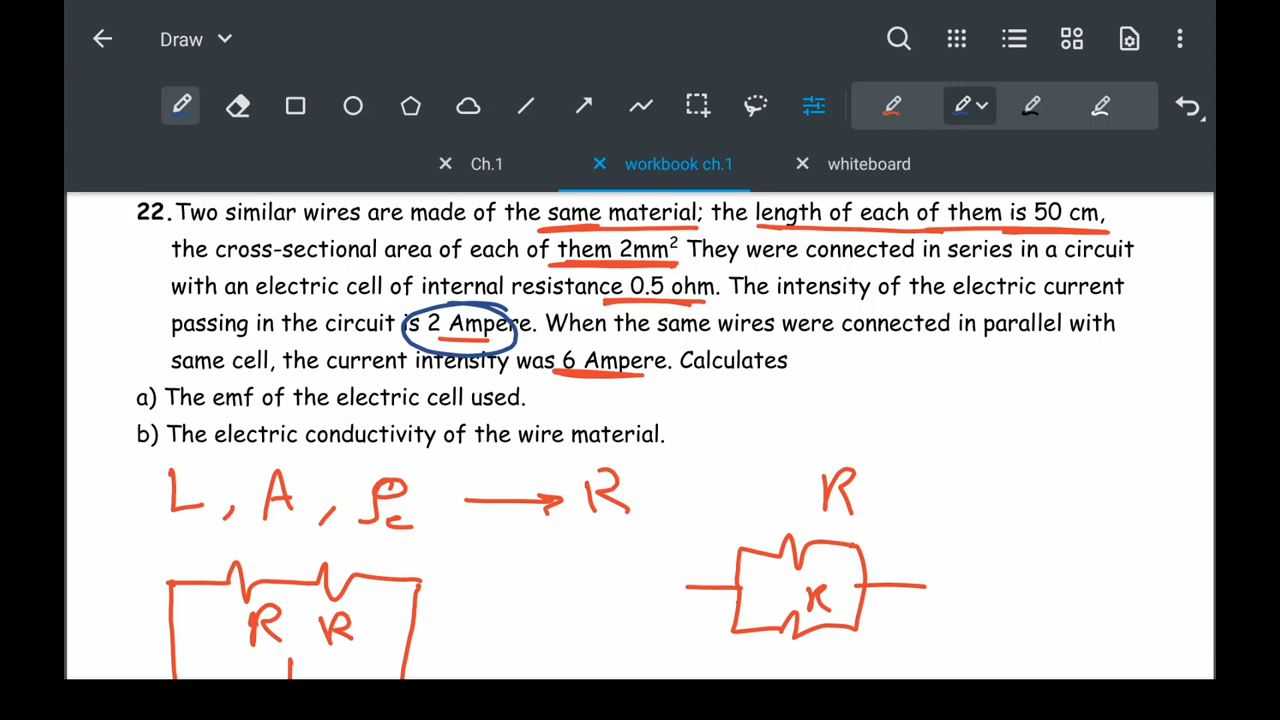 Draw
Ch.1
workbook ch.1
whiteboard
22. Two similar wires are made of the same material; the length of each of them is 50 cm,
the cross-sectional area of each of them 2mm² They were connected in series in a circuit
with an electric cell of internal resistance 0.5 ohm. The intensity of the electric current
passing in the circuit is 2 Ampere. When the same wires were connected in parallel with
same cell, the current intensity was 6 Ampere. Calculates
a) The emf of the electric cell used.
b) The electric conductivity of the wire material.
L , A , ρe → R
R
R R
R